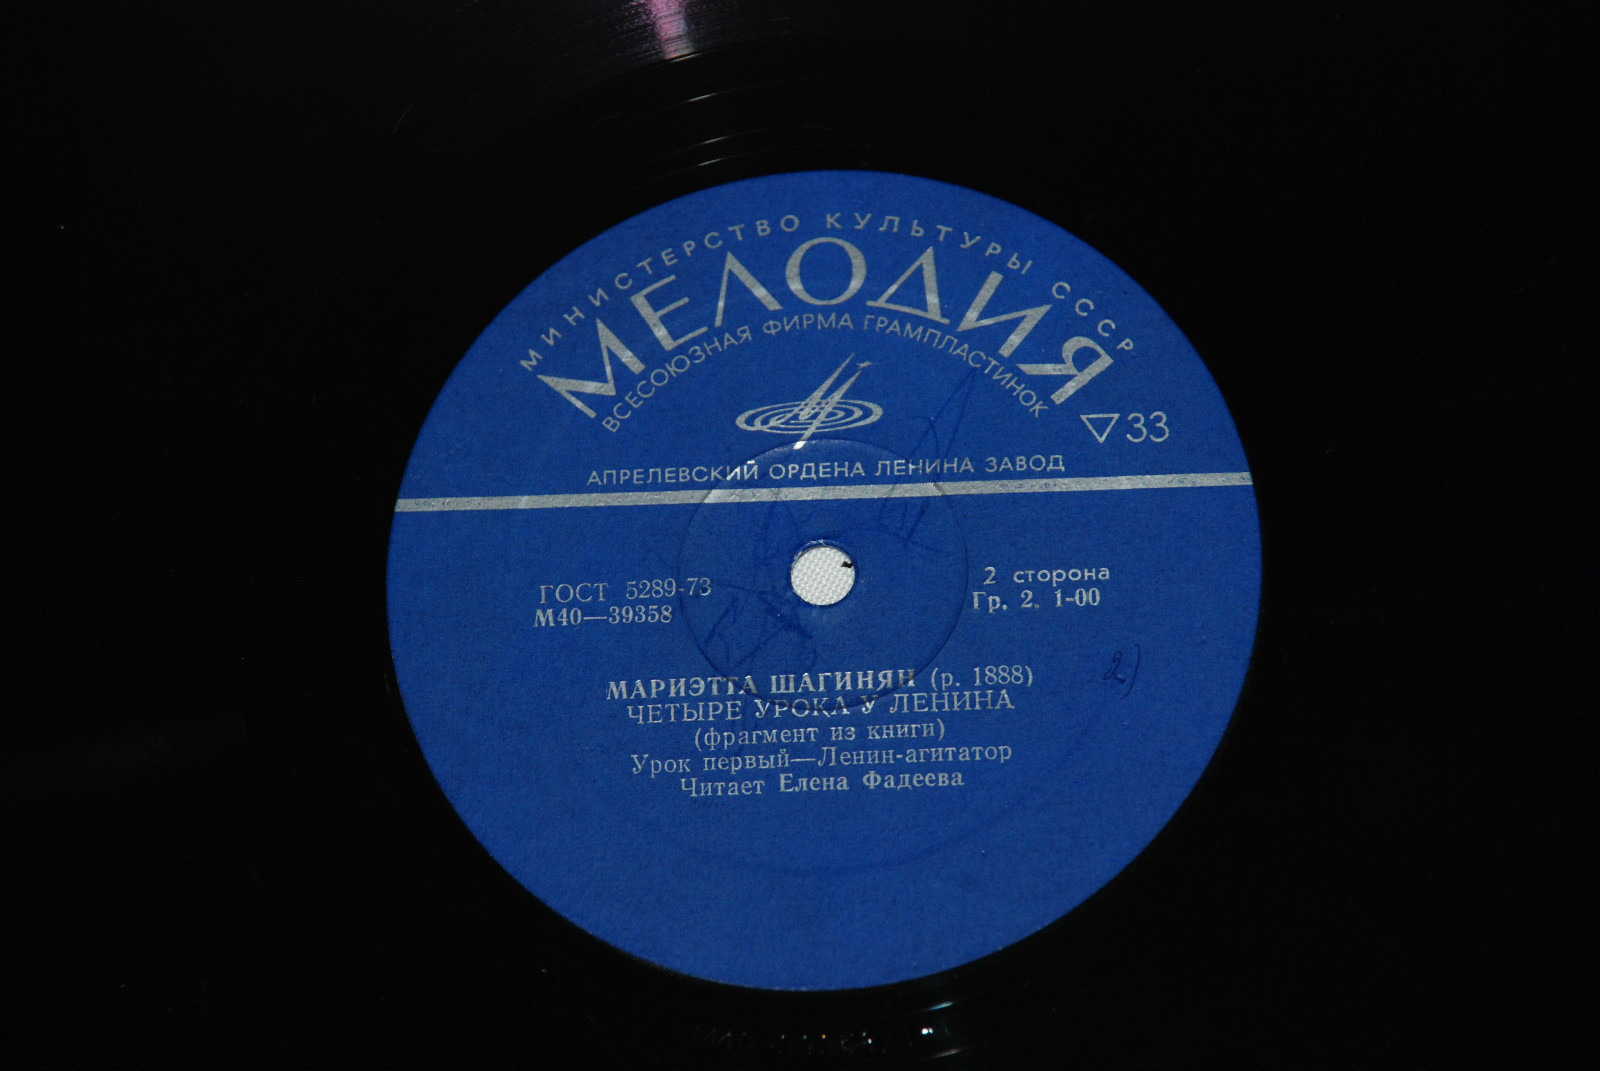 МИНИСТЕРСТВО КУЛЬТУРЫ СССР
МЕЛОДИЯ
ВСЕСОЮЗНАЯ ФИРМА ГРАМПЛАСТИНОК
33
АПРЕЛЕВСКИЙ ОРДЕНА ЛЕНИНА ЗАВОД
ГОСТ 5289-73
М40—39358
2 сторона
Гр. 2. 1-00
2)
МАРИЭТТА ШАГИНЯН (р. 1888)
ЧЕТЫРЕ УРОКА У ЛЕНИНА
(фрагмент из книги)
Урок первый—Ленин-агитатор
Читает Елена Фадеева